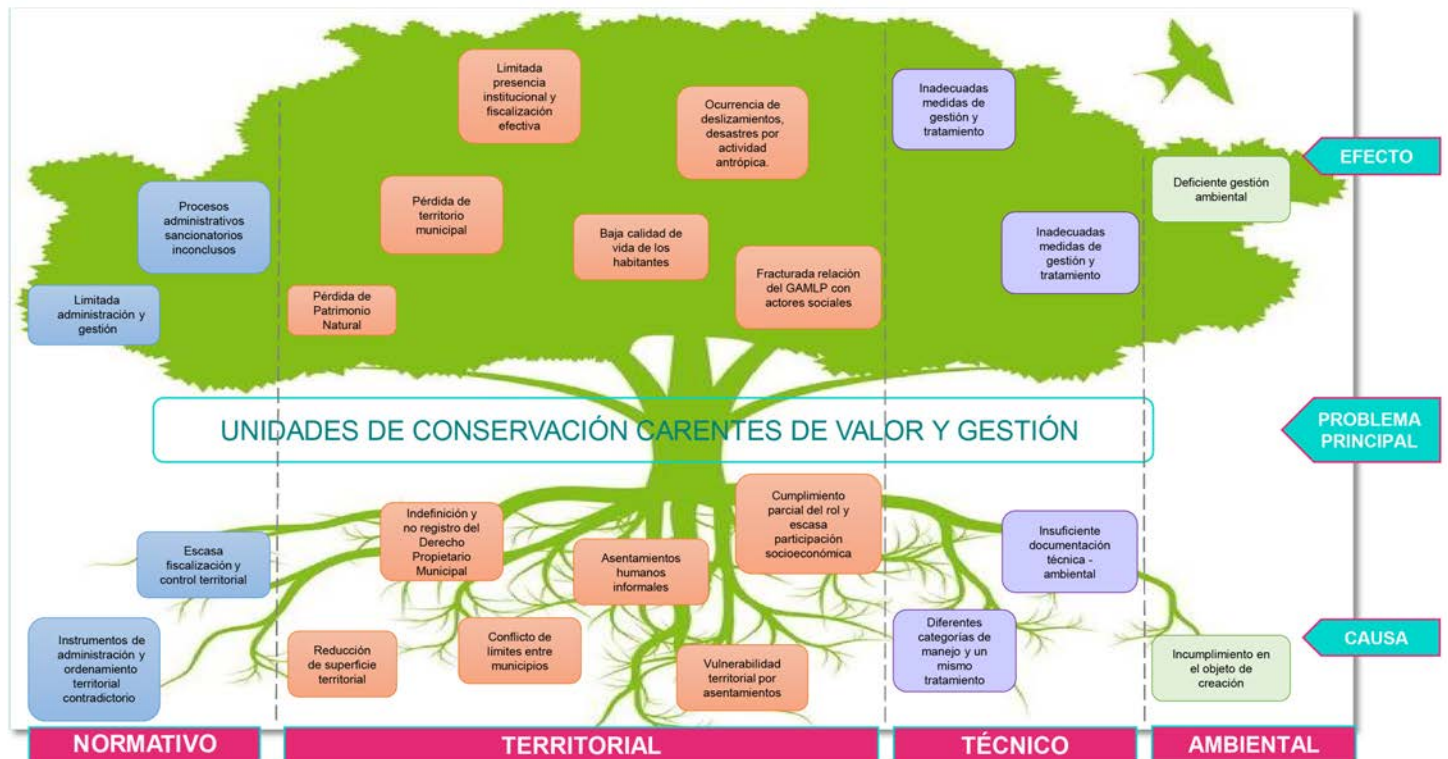 Limitada
presencia
institucional y
fiscalización
efectiva
Ocurrencia de
deslizamientos,
desastres por
actividad
antrópica.
Inadecuadas
medidas de
gestión y
tratamiento
EFECTO
Procesos
administrativos
sancionatorios
inconclusos
Pérdida de
territorio
municipal
Baja calidad de
vida de los
habitantes
Deficiente gestión
ambiental
Inadecuadas
medidas de
gestión y
tratamiento
Fracturada relación
del GAMLP con
actores sociales
Limitada
administración y
gestión
Pérdida de
Patrimonio
Natural
UNIDADES DE CONSERVACIÓN CARENTES DE VALOR Y GESTIÓN
PROBLEMA
PRINCIPAL
Escasa
fiscalización y
control territorial
Indefinición y
no registro del
Derecho
Propietario
Municipal
Asentamientos
humanos
informales
Cumplimiento
parcial del rol y
escasa
participación
socioeconómica
Insuficiente
documentación
técnica -
ambiental
Instrumentos de
administración y
ordenamiento
territorial
contradictorio
Reducción
de superficie
territorial
Conflicto de
límites entre
municipios
Vulnerabilidad
territorial por
asentamientos
Diferentes
categorías de
manejo y un
mismo
tratamiento
Incumplimiento en
el objeto de
creación
CAUSA
NORMATIVO
TERRITORIAL
TÉCNICO
AMBIENTAL